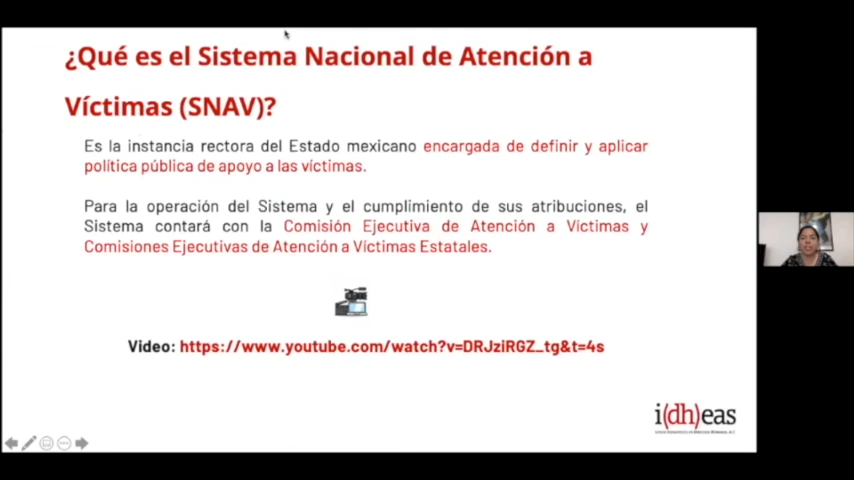 ¿Qué es el Sistema Nacional de Atención a
Víctimas (SNAV)?
Es la instancia rectora del Estado mexicano encargada de definir y aplicar
política pública de apoyo a las víctimas.
Para la operación del Sistema y el cumplimiento de sus atribuciones, el
Sistema contará con la Comisión Ejecutiva de Atención a Víctimas y
Comisiones Ejecutivas de Atención a Víctimas Estatales.
Video: https://www.youtube.com/watch?v=DRJziRGZ_tg&t=4s
i(dh)eas